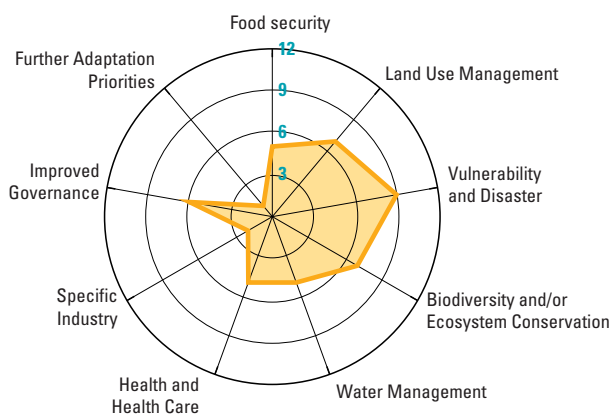 Food security
12
9
6
3
Land Use Management
Vulnerability
and Disaster
Biodiversity and/or
Ecosystem Conservation
Water Management
Health and
Health Care
Specific
Industry
Improved
Governance
Further Adaptation
Priorities